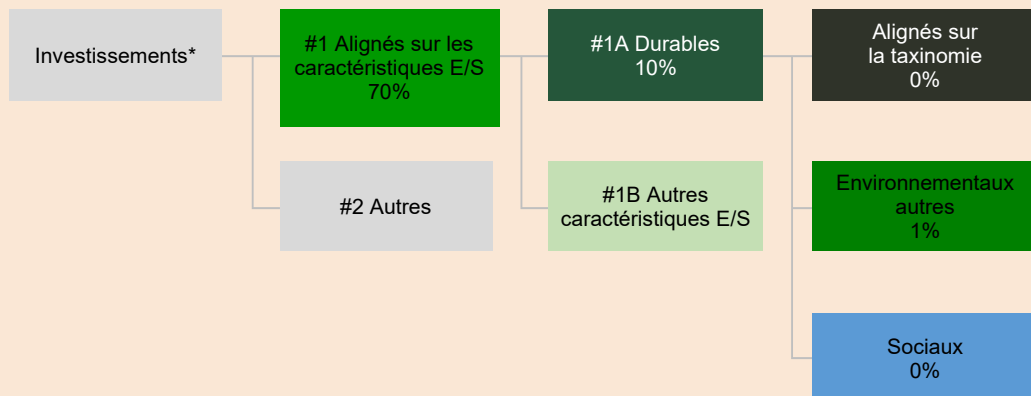 Investissements*
#1 Alignés sur les
caractéristiques E/S
70%
#1A Durables
10%
Alignés sur
la taxinomie
0%
#2 Autres
#1B Autres
caractéristiques E/S
Environnementaux
autres
1%
Sociaux
0%